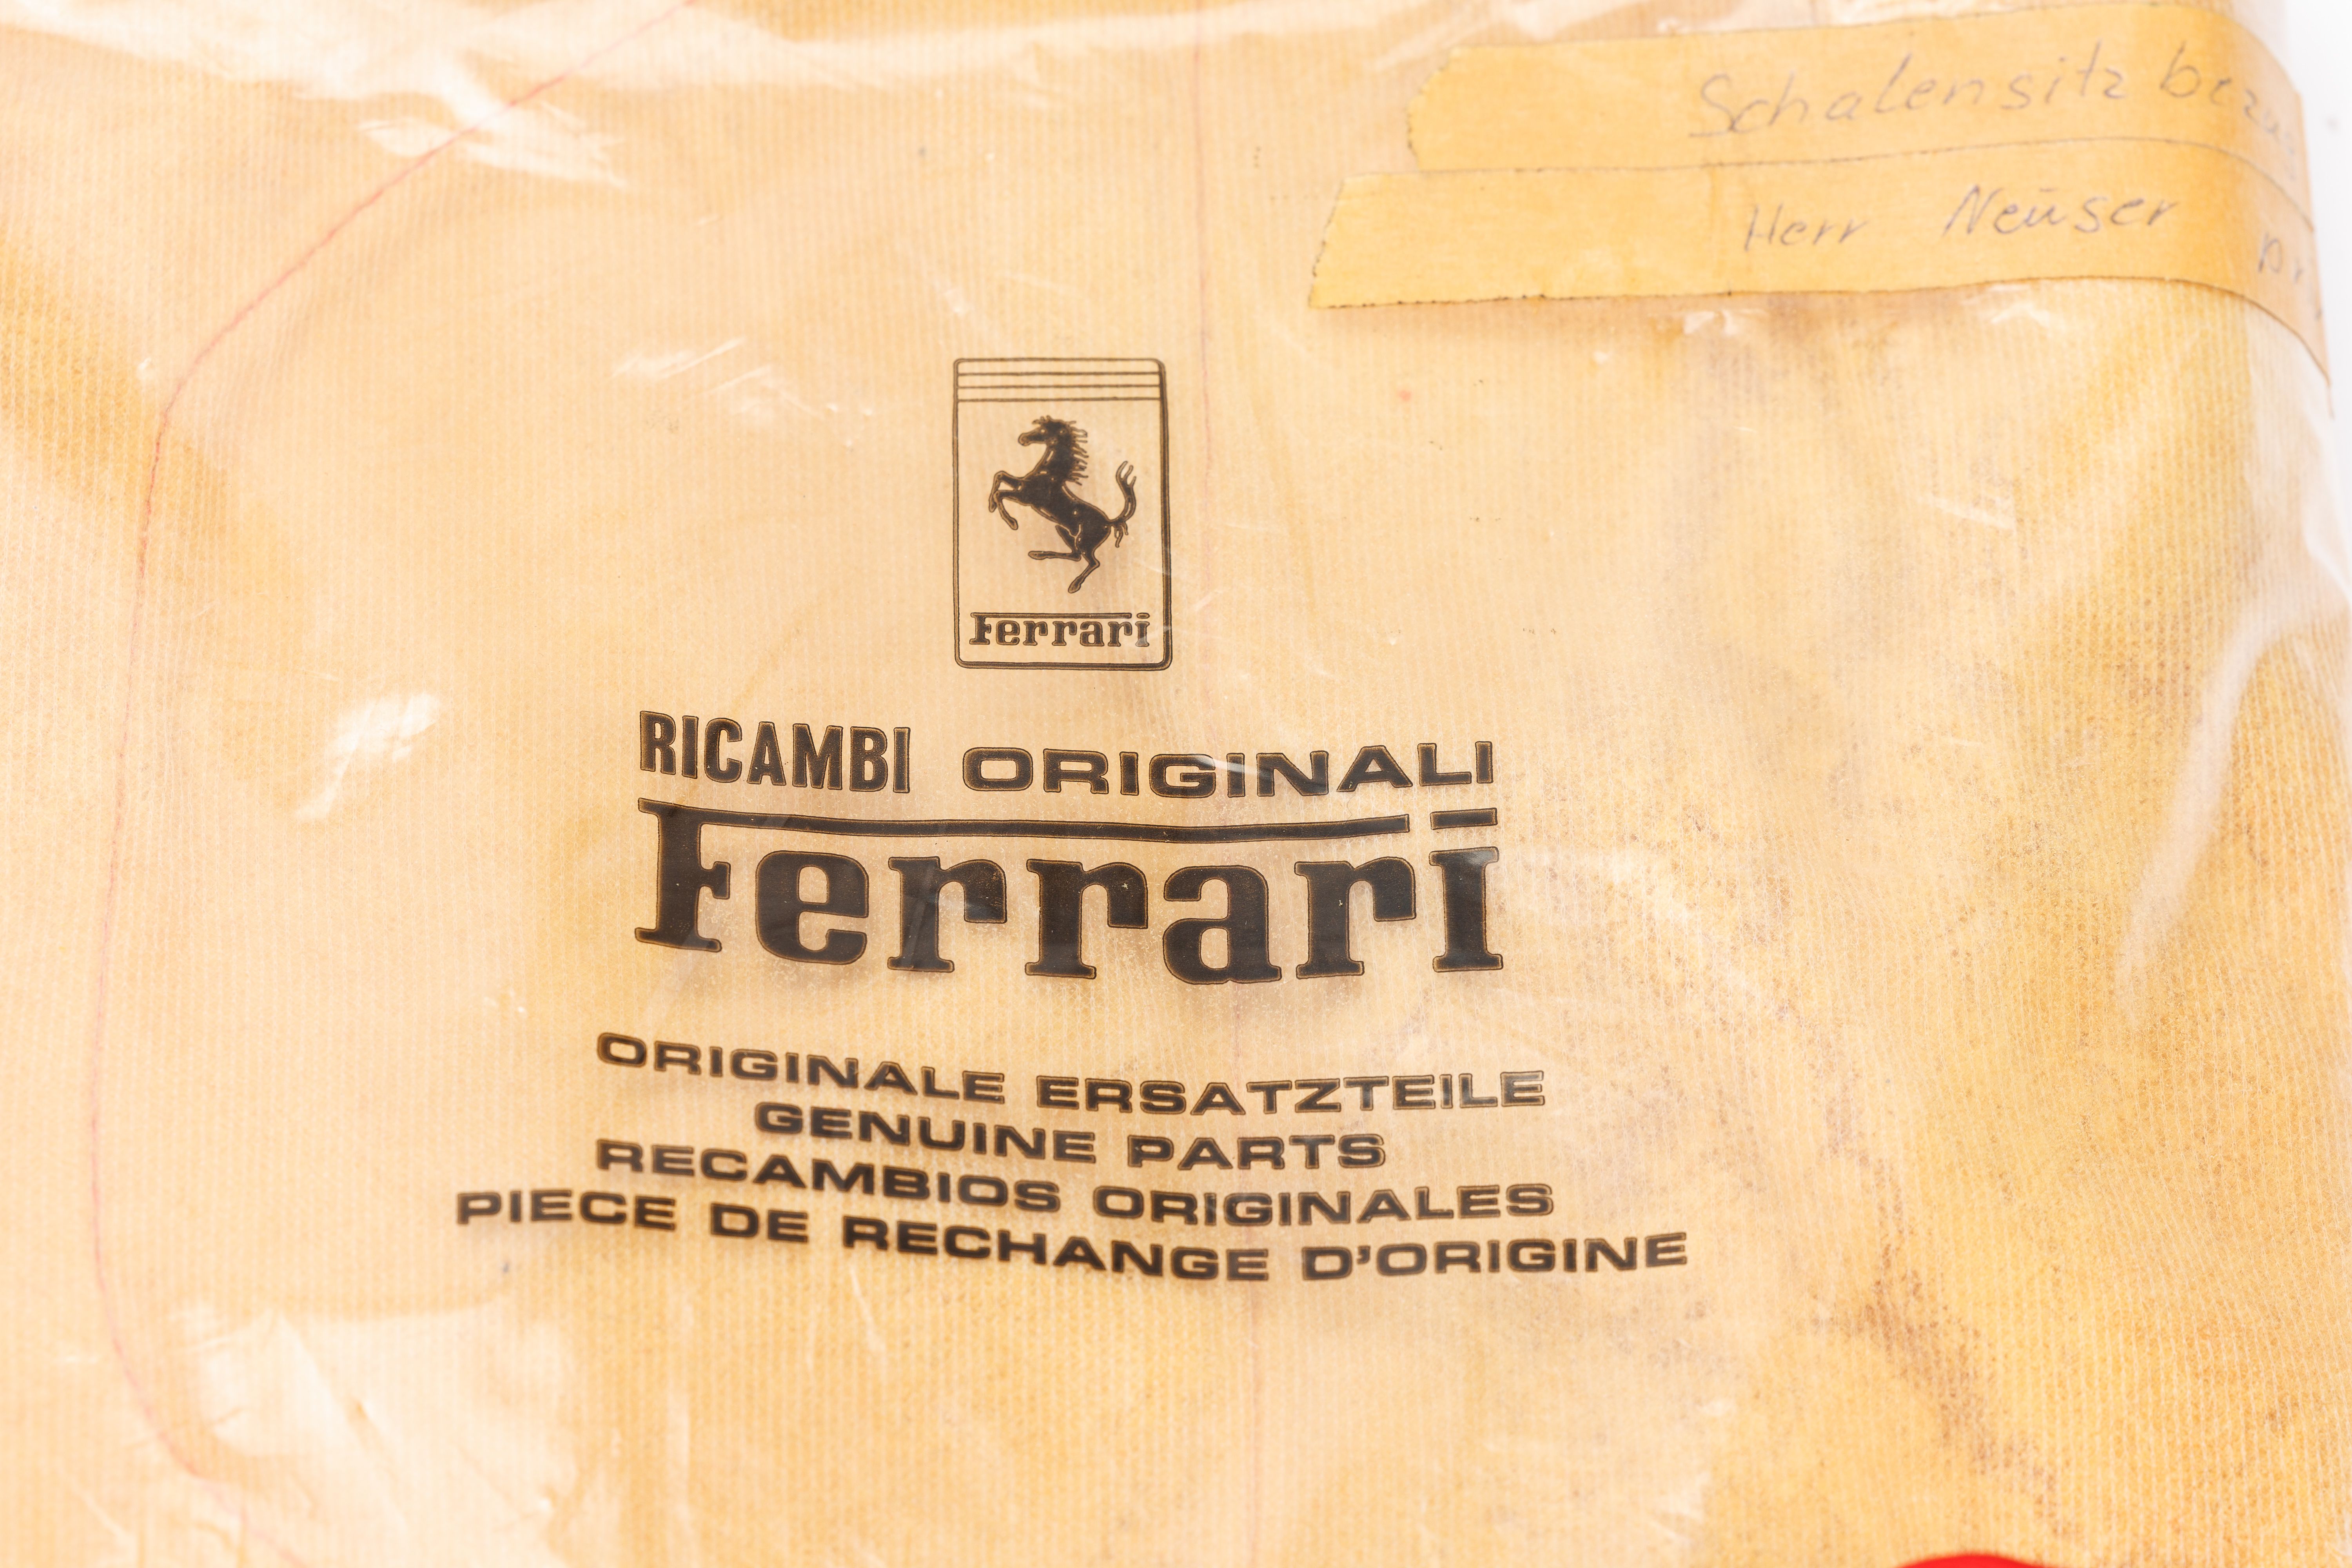 Schalensitz
Herr Neuser
Ferrari
RICAMBI ORIGINALI
Ferrari
ORIGINALE ERSATZTEILE
GENUINE PARTS
RECAMBIOS ORIGINALES
PIECE DE RECHANGE D'ORIGINE